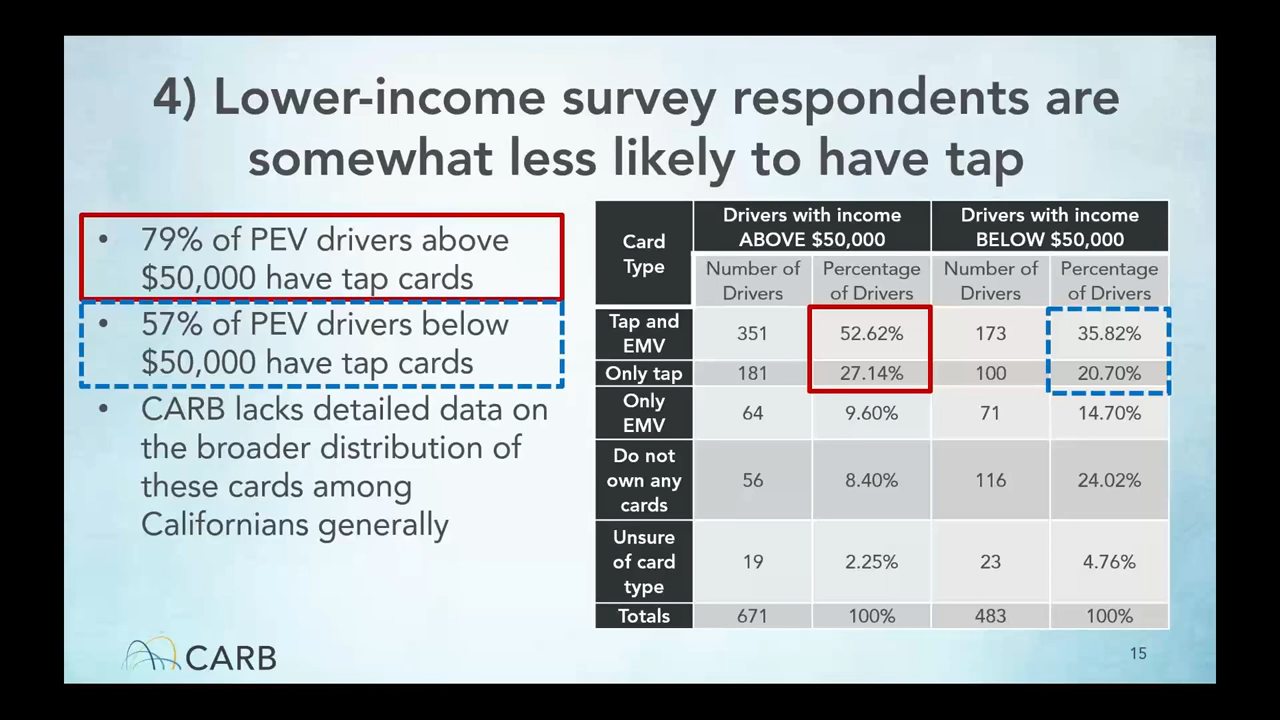 4) Lower-income survey respondents are
somewhat less likely to have tap
• 79% of PEV drivers above
$50,000 have tap cards
• 57% of PEV drivers below
$50,000 have tap cards
• CARB lacks detailed data on
the broader distribution of
these cards among
Californians generally
Card
Type
Drivers with income
ABOVE $50,000
Drivers with income
BELOW $50,000
Number of
Drivers
Percentage
of Drivers
Number of
Drivers
Percentage
of Drivers
Tap and
EMV
351 52.62% 173 35.82%
Only tap 181 27.14% 100 20.70%
Only
EMV
64 9.60% 71 14.70%
Do not
own any
cards
56 8.40% 116 24.02%
Unsure
of card
type
19 2.25% 23 4.76%
Totals 671 100% 483 100%
CARB
15